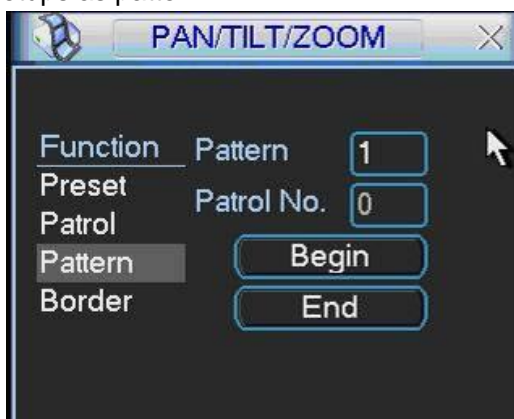 PAN/TILT/ZOOM
Function
Preset
Patrol
Pattern
Border
Pattern 1
Patrol No. 0
Begin
End